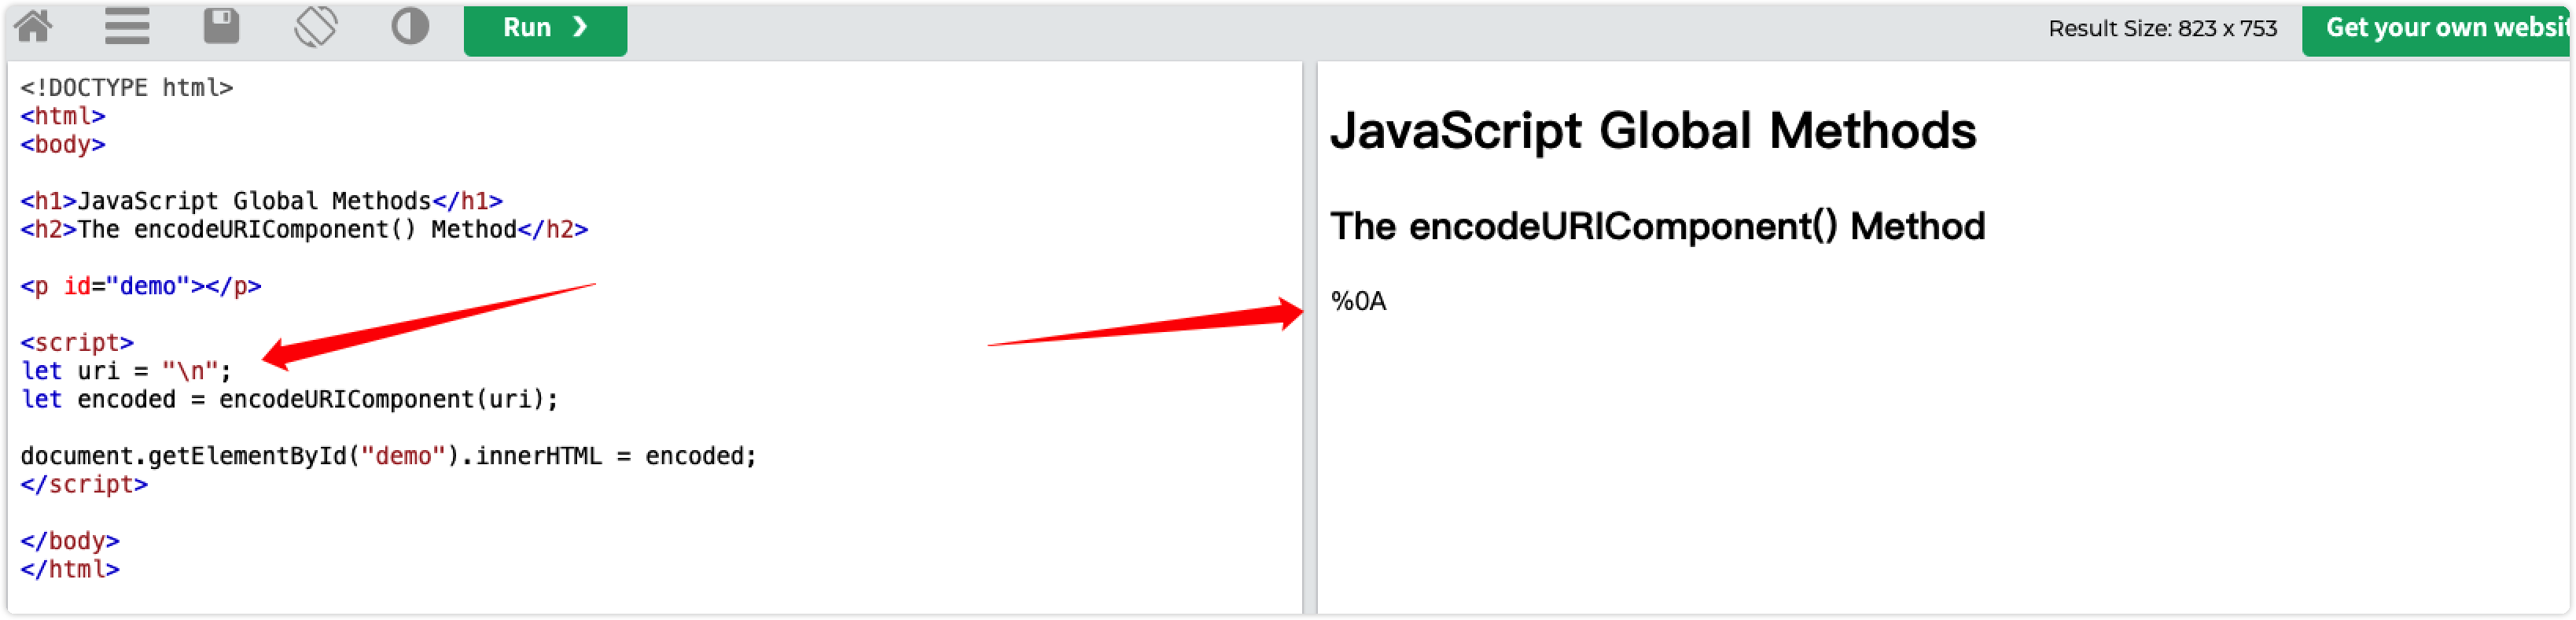 Run ❯
Result Size: 823 x 753
Get your own websit
<!DOCTYPE html>
<html>
<body>
<h1>JavaScript Global Methods</h1>
<h2>The encodeURIComponent() Method</h2>
<p id="demo"></p>
<script>
let uri = "\n";
let encoded = encodeURIComponent(uri);
document.getElementById("demo").innerHTML = encoded;
</script>
</body>
</html>
JavaScript Global Methods
The encodeURIComponent() Method
%0A